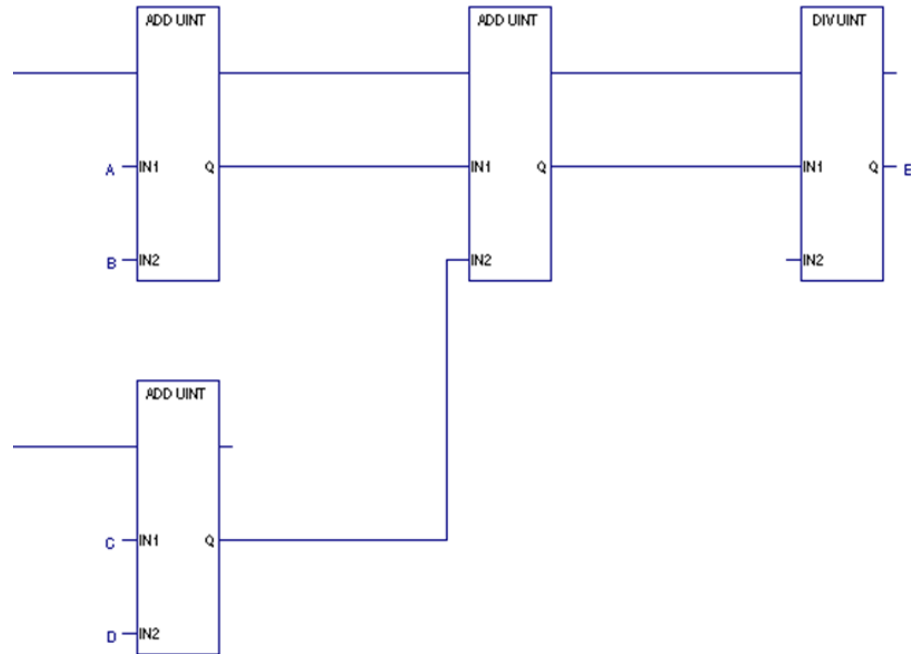 ADD UINT
ADD UINT
DIV UINT
A IN1 Q
IN1 Q
IN1 Q E
B IN2
IN2
IN2
ADD UINT
C IN1 Q
D IN2